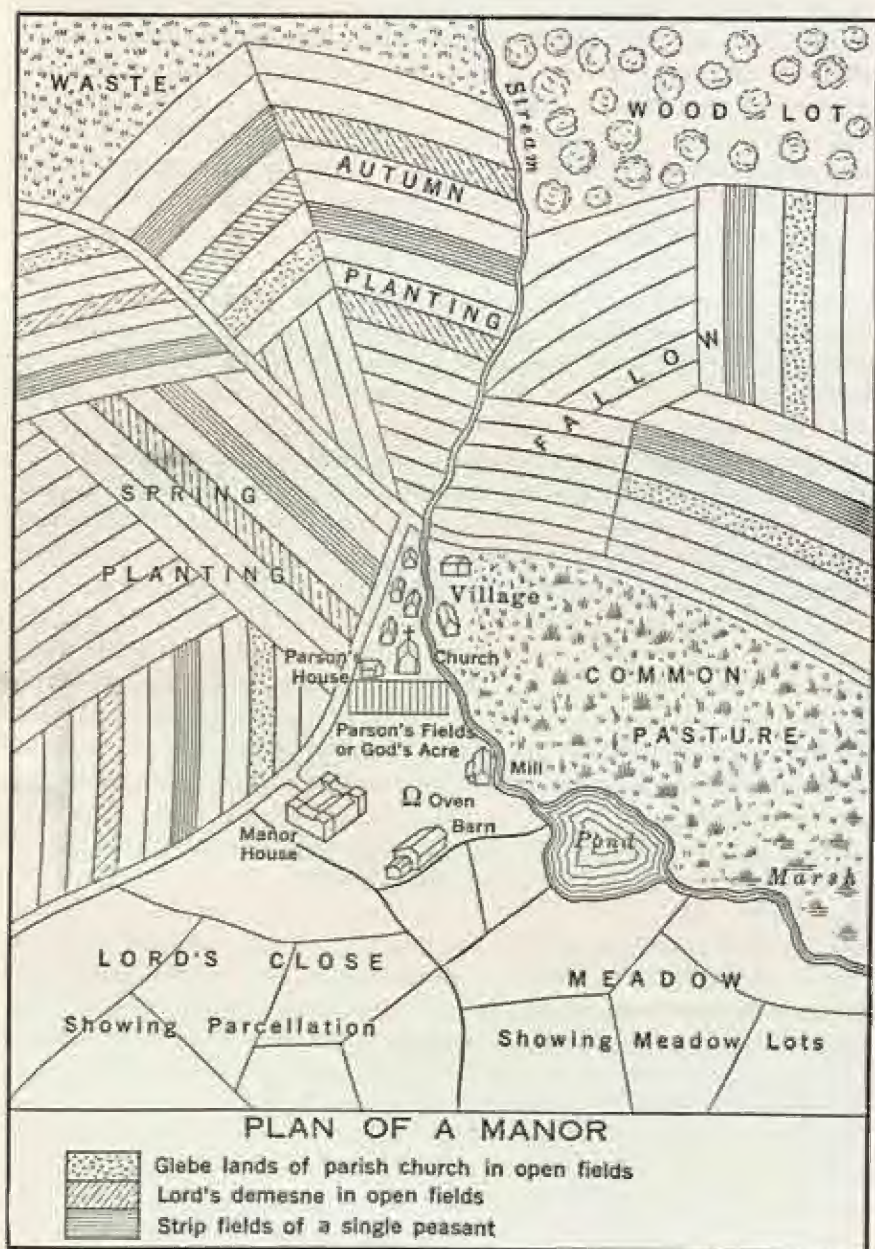 WASTE
Stream
WOOD LOT
AUTUMN
PLANTING
FALLOW
SPRING
PLANTING
Village
Parson's
House
Church
COMMON
PASTURE
Parson's Fields
or God's Acre
Mill
Ω Oven
Manor
House
Barn
Pond
Marsh
LORD'S CLOSE
Showing Parcellation
MEADOW
Showing Meadow Lots
PLAN OF A MANOR
Glebe lands of parish church in open fields
Lord's demesne in open fields
Strip fields of a single peasant